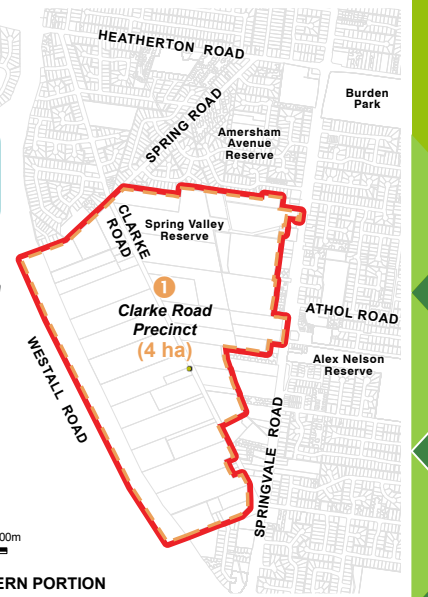 HEATHERTON ROAD
Burden
Park
SPRING ROAD
Amersham
Avenue
Reserve
CLARKE
ROAD
Spring Valley
Reserve
1
Clarke Road
Precinct
(4 ha)
ATHOL ROAD
Alex Nelson
Reserve
WESTALL ROAD
SPRINGVALE ROAD
00m
ERN PORTION